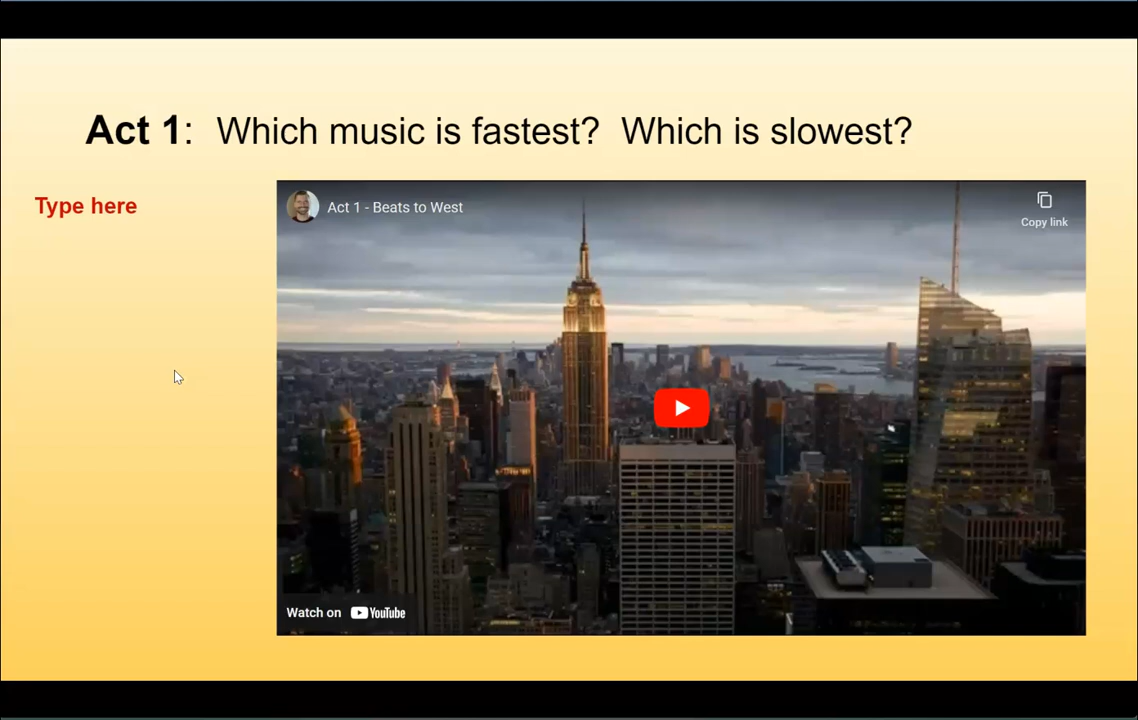 Act 1:  Which music is fastest?  Which is slowest?
Type here
Act 1 - Beats to West
Copy link
Watch on YouTube